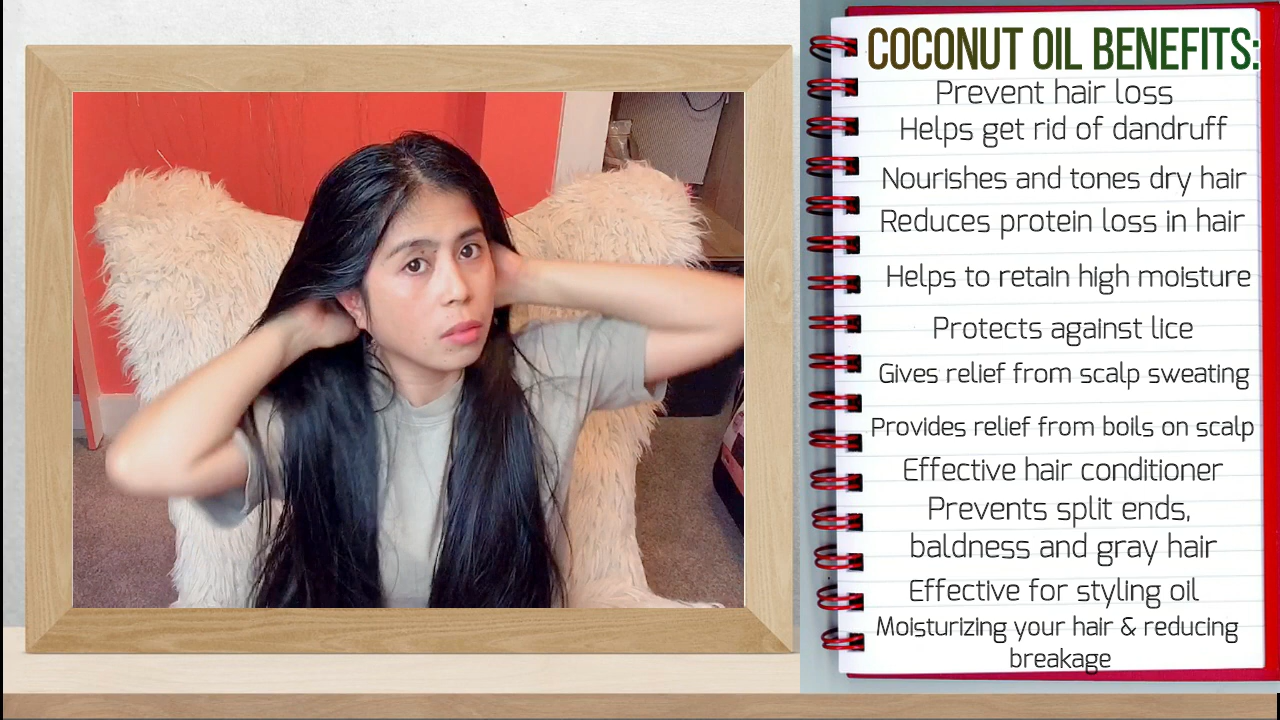 COCONUT OIL BENEFITS:
Prevent hair loss
Helps get rid of dandruff
Nourishes and tones dry hair
Reduces protein loss in hair
Helps to retain high moisture
Protects against lice
Gives relief from scalp sweating
Provides relief from boils on scalp
Effective hair conditioner
Prevents split ends,
baldness and gray hair
Effective for styling oil
Moisturizing your hair & reducing
breakage